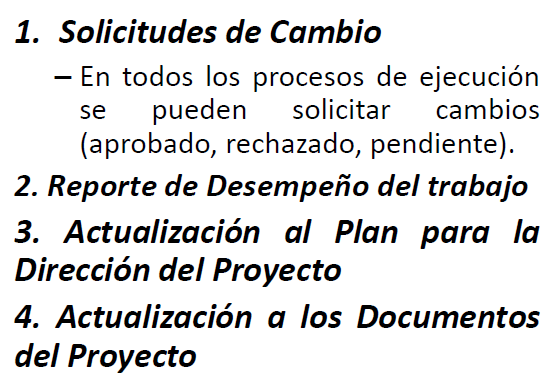 1. Solicitudes de Cambio
– En todos los procesos de ejecución
se pueden solicitar cambios
(aprobado, rechazado, pendiente).
2. Reporte de Desempeño del trabajo
3. Actualización al Plan para la
Dirección del Proyecto
4. Actualización a los Documentos
del Proyecto